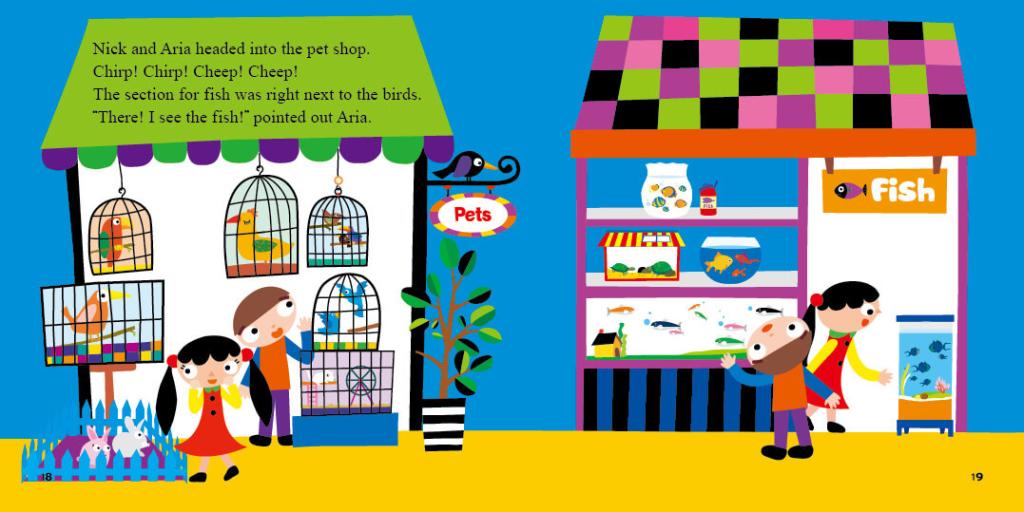 Nick and Aria headed into the pet shop.
Chirp! Chirp! Cheep! Cheep!
The section for fish was right next to the birds.
“There! I see the fish!” pointed out Aria.
Pets
Fish
18
19